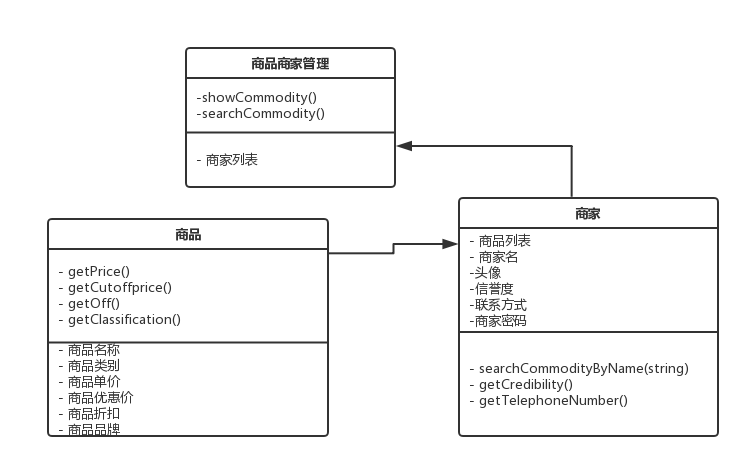 商品商家管理
-showCommodity()
-searchCommodity()
- 商家列表
商品
- getPrice()
- getCutoffprice()
- getOff()
- getClassification()
- 商品名称
- 商品类别
- 商品单价
- 商品优惠价
- 商品折扣
- 商品品牌
商家
- 商品列表
- 商家名
-头像
-信誉度
-联系方式
-商家密码
- searchCommodityByName(string)
- getCredibility()
- getTelephoneNumber()